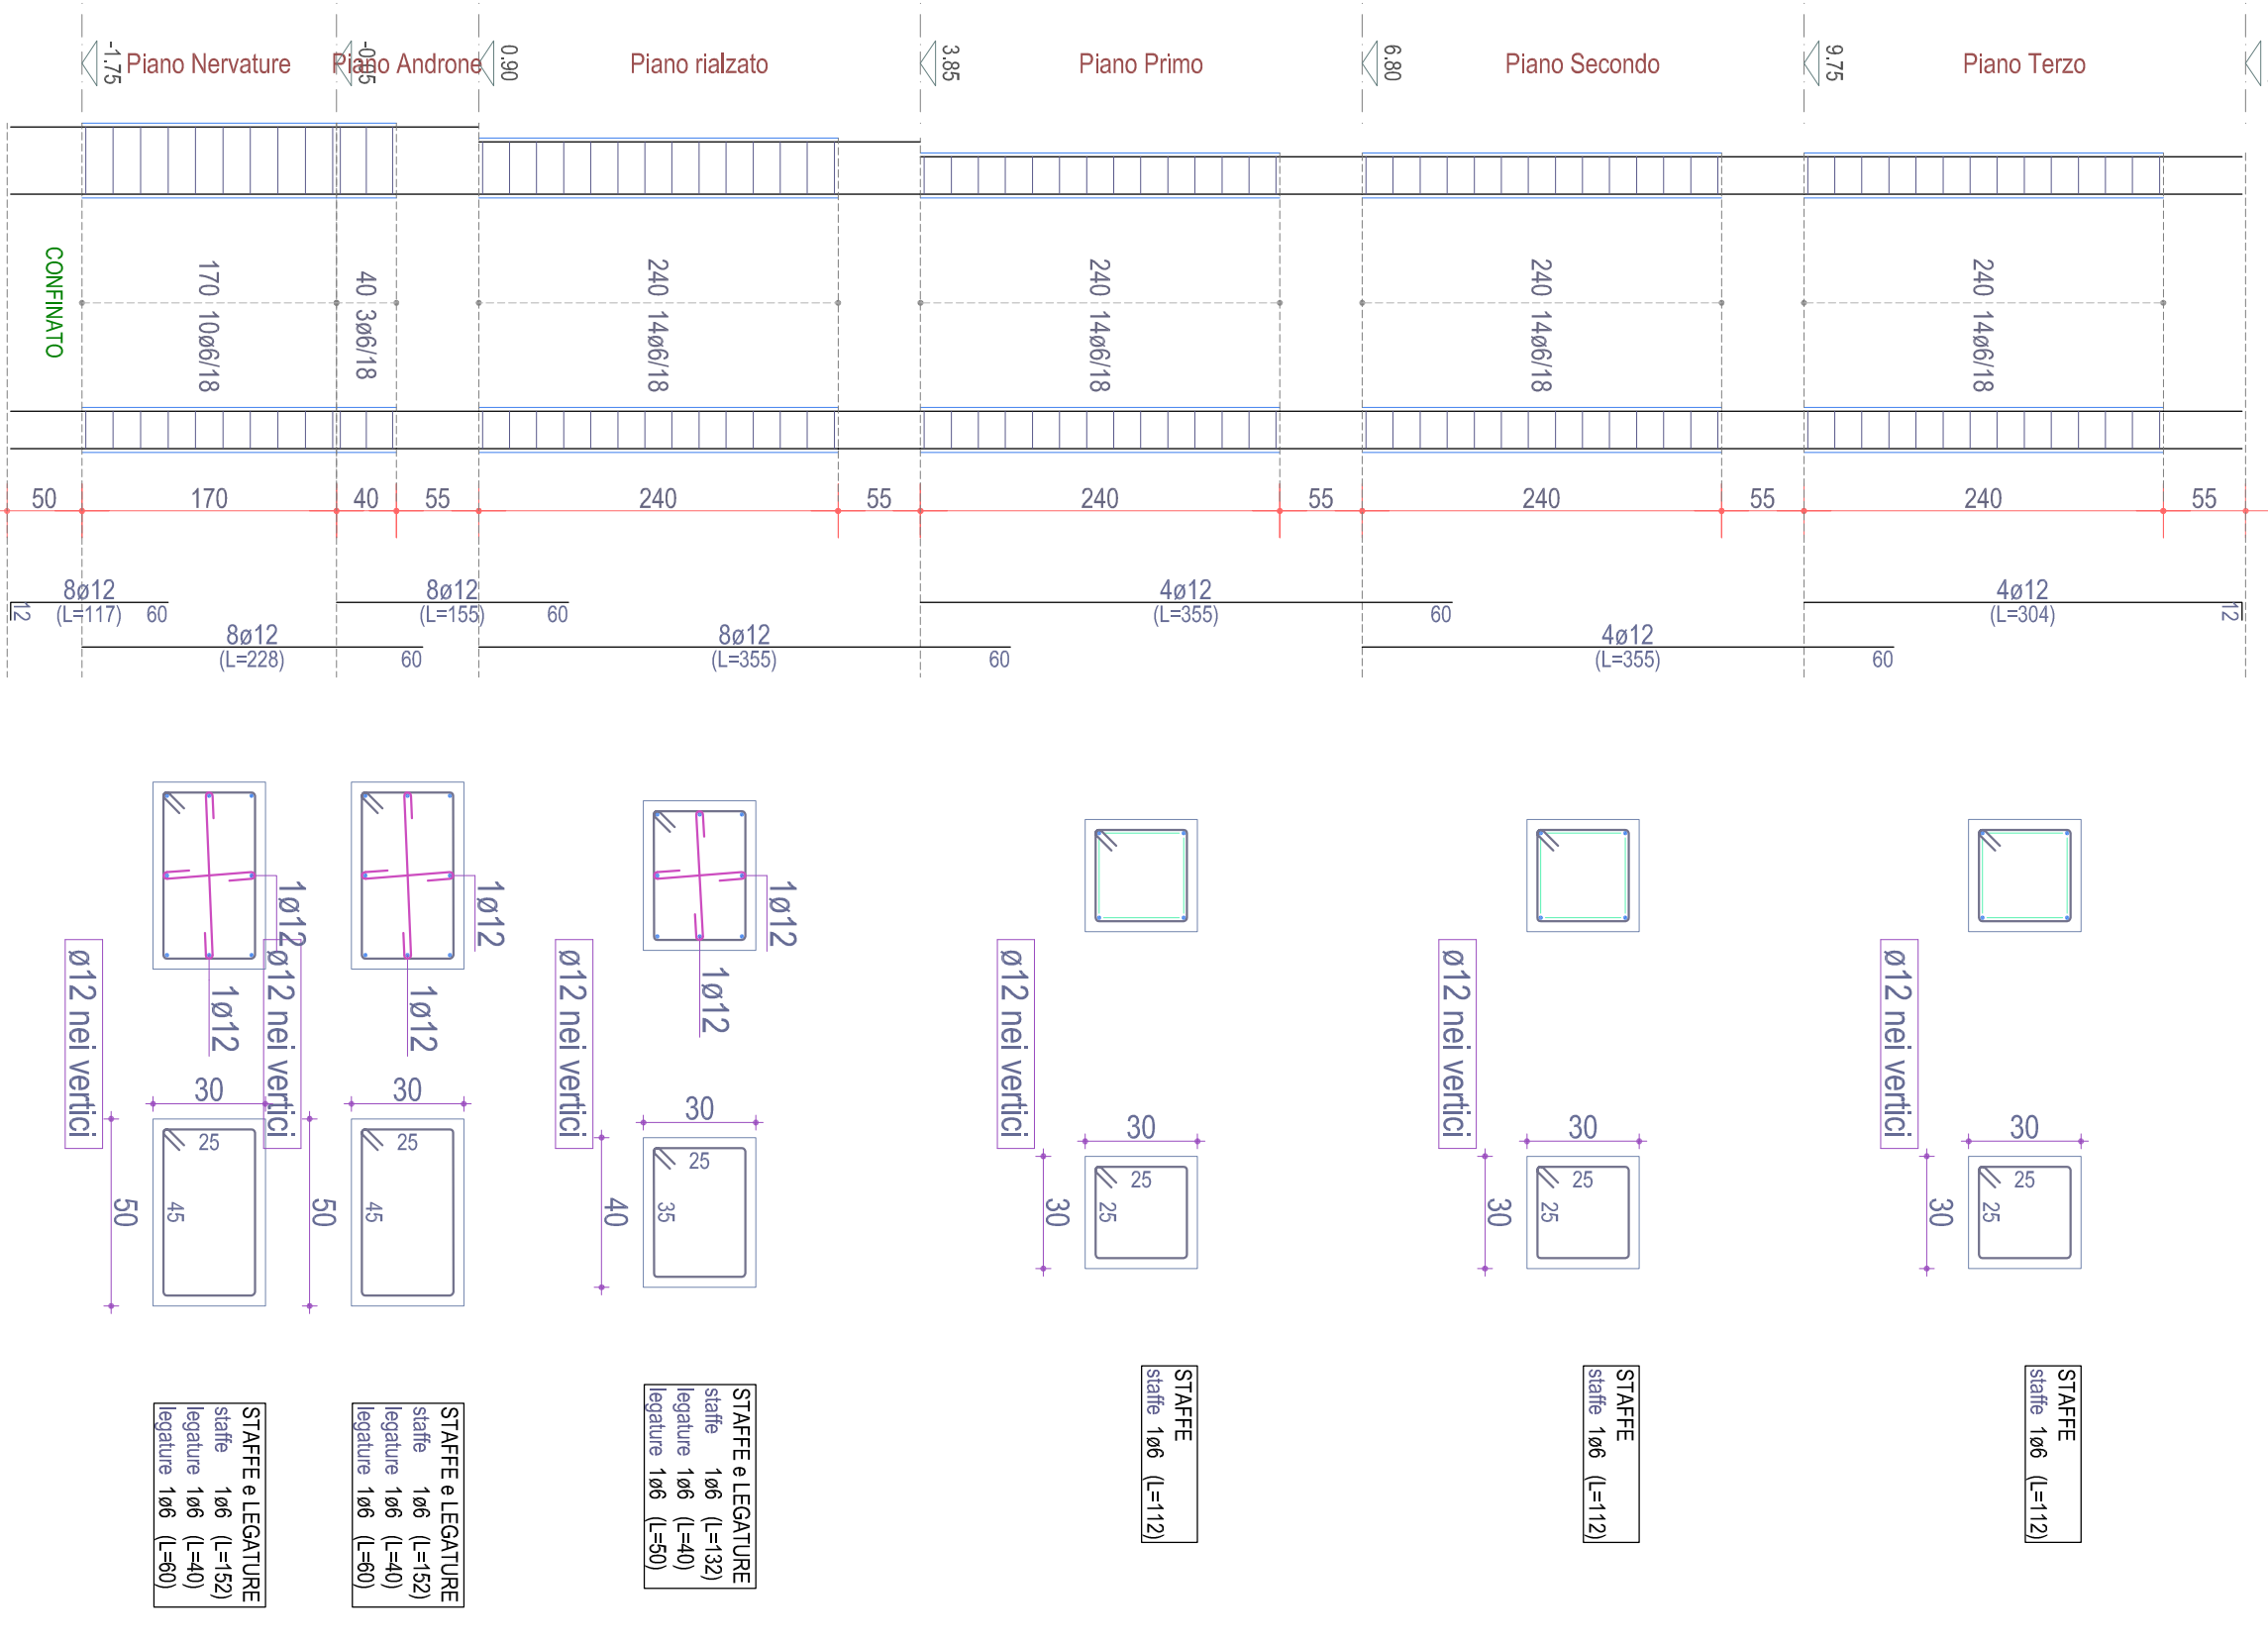 -1.75
Piano Nervature
Piano Androne
0.90
Piano rialzato
3.85
Piano Primo
6.80
Piano Secondo
9.75
Piano Terzo
CONFINATO
170 10ø6/18
40 3ø6/18
240 14ø6/18
240 14ø6/18
240 14ø6/18
240 14ø6/18
50 170 40 55 240 55 240 55 240 55 240 55
8ø12
12 (L=117) 60
8ø12
(L=155) 60
4ø12
(L=355) 60
4ø12
(L=304) 12
8ø12
(L=228) 60
8ø12
(L=355) 60
4ø12
(L=355) 60
1ø12
1ø12
ø12 nei vertici
1ø12
1ø12
ø12 nei vertici
1ø12
1ø12
ø12 nei vertici
ø12 nei vertici
ø12 nei vertici
ø12 nei vertici
30
50
25
45
30
50
25
45
30
40
25
35
30
30
25
25
30
30
25
25
30
30
25
25
STAFFE e LEGATURE
staffe 1ø6 (L=152)
legature 1ø6 (L=40)
legature 1ø6 (L=60)
STAFFE e LEGATURE
staffe 1ø6 (L=152)
legature 1ø6 (L=40)
legature 1ø6 (L=60)
STAFFE e LEGATURE
staffe 1ø6 (L=132)
legature 1ø6 (L=40)
legature 1ø6 (L=50)
STAFFE
staffe 1ø6 (L=112)
STAFFE
staffe 1ø6 (L=112)
STAFFE
staffe 1ø6 (L=112)